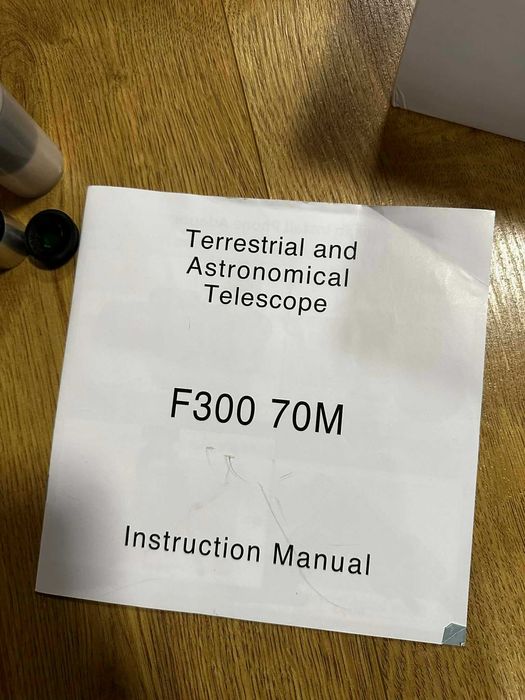 Terrestrial and
Astronomical
Telescope
F300 70M
Instruction Manual